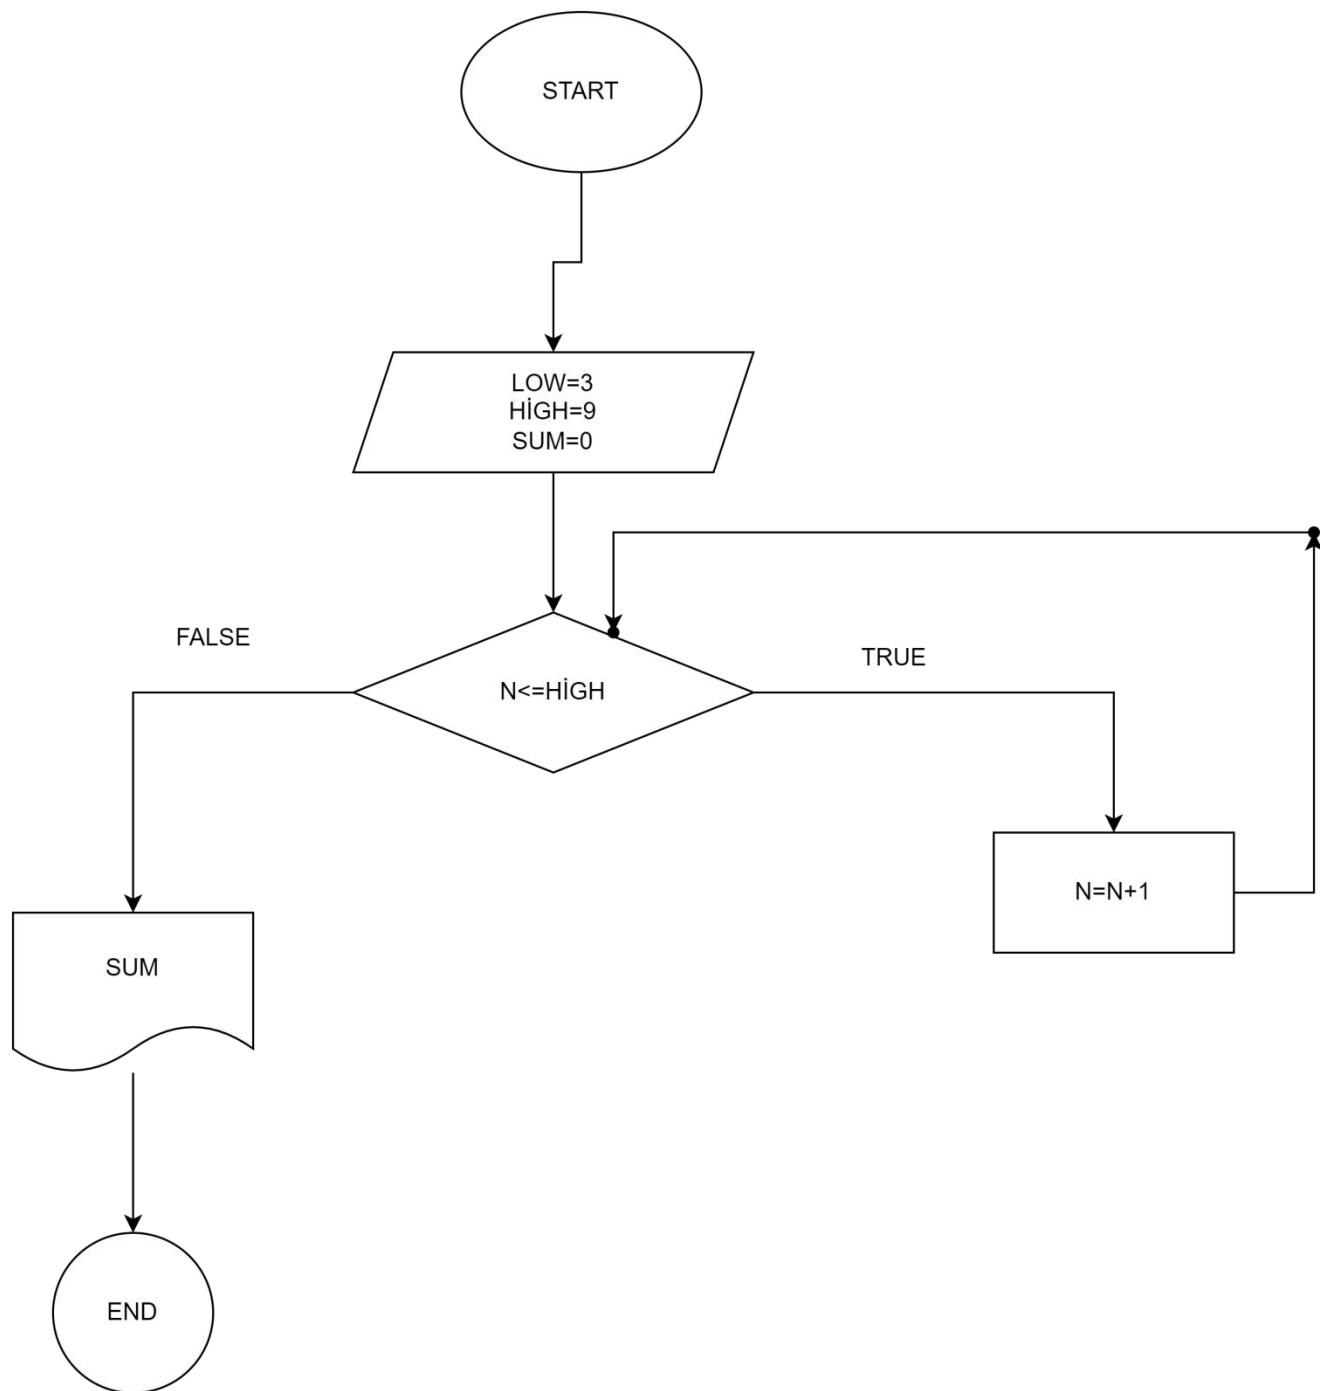 START
LOW=3
HİGH=9
SUM=0
FALSE
TRUE
N<=HİGH
N=N+1
SUM
END